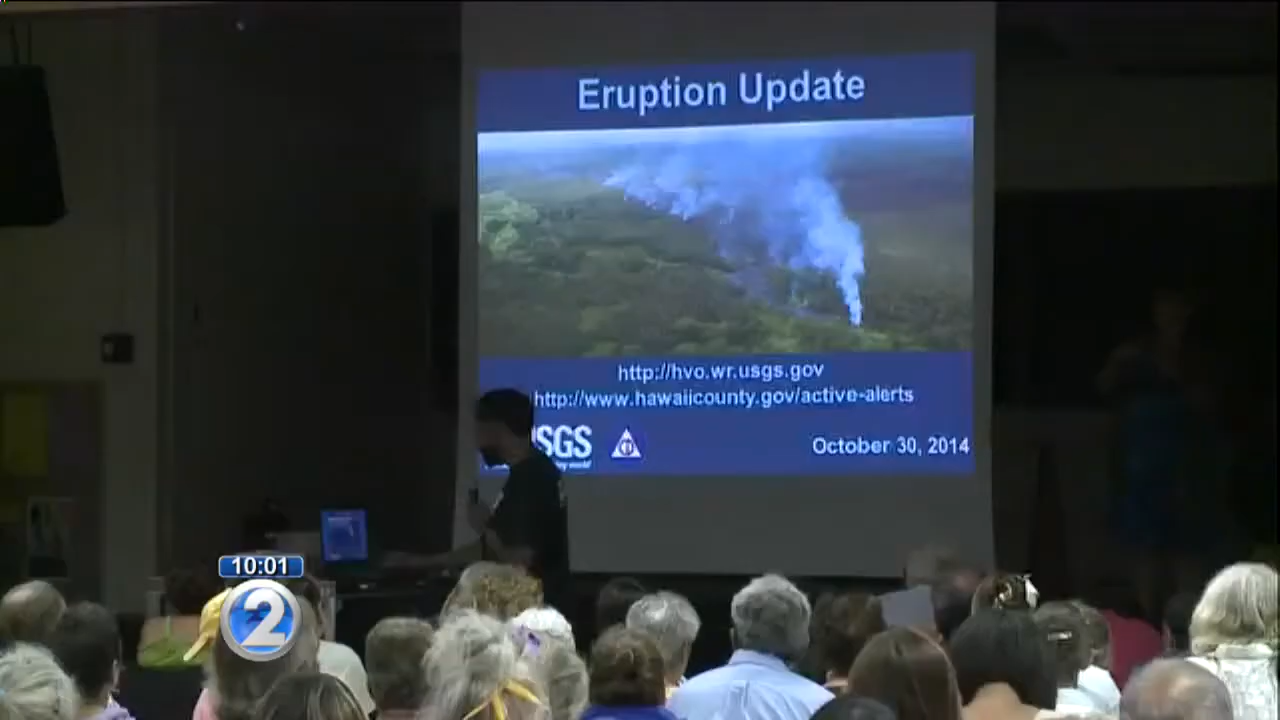 Eruption Update
http://hvo.wr.usgs.gov
http://www.hawaiicounty.gov/active-alerts
SGS
October 30, 2014
10:01
2